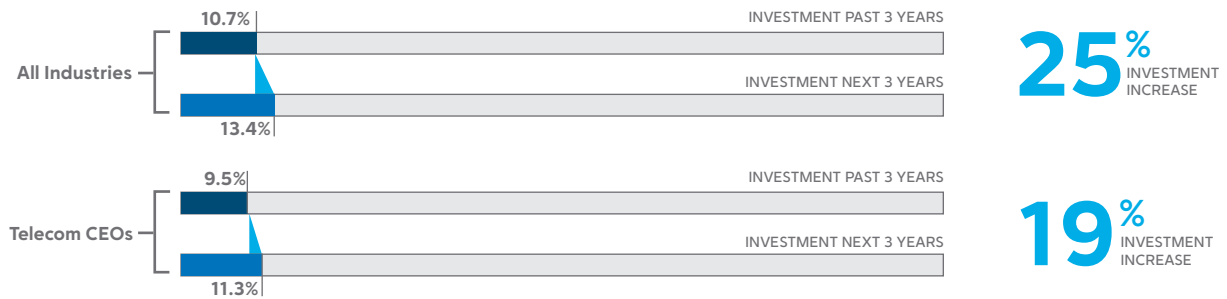 10.7%
INVESTMENT PAST 3 YEARS
All Industries
INVESTMENT NEXT 3 YEARS
13.4%
25%
INVESTMENT
INCREASE
9.5%
INVESTMENT PAST 3 YEARS
Telecom CEOs
INVESTMENT NEXT 3 YEARS
11.3%
19%
INVESTMENT
INCREASE